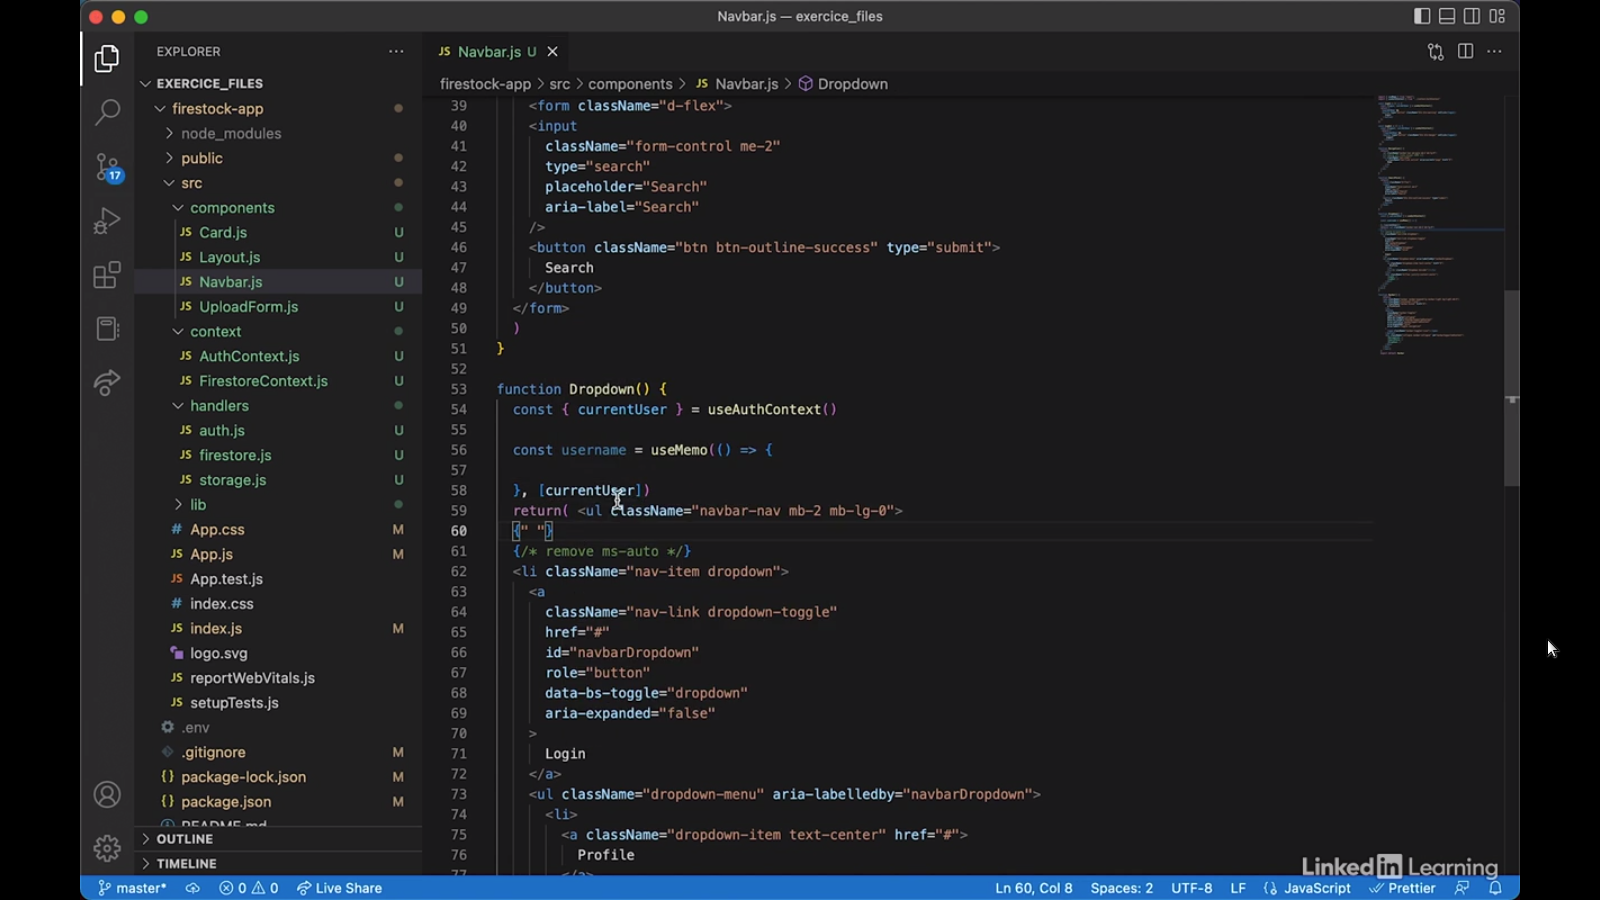 Navbar.js — exercice_files
EXPLORER
EXERCICE_FILES
firestock-app
node_modules
public
src
components
JS Card.js U
JS Layout.js U
JS Navbar.js U
JS UploadForm.js U
context
JS AuthContext.js U
JS FirestoreContext.js U
handlers
JS auth.js U
JS firestore.js U
JS storage.js U
lib
# App.css M
JS App.js M
JS App.test.js
# index.css
JS index.js M
logo.svg
JS reportWebVitals.js
JS setupTests.js
.env
.gitignore M
{} package-lock.json M
{} package.json M
README.md
OUTLINE
TIMELINE
17
JS Navbar.js U
firestock-app > src > components > JS Navbar.js > Dropdown
39 <form className="d-flex">
40 <input
41 className="form-control me-2"
42 type="search"
43 placeholder="Search"
44 aria-label="Search"
45 />
46 <button className="btn btn-outline-success" type="submit">
47 Search
48 </button>
49 </form>
50 )
51 }
52
53 function Dropdown() {
54 const { currentUser } = useAuthContext()
55
56 const username = useMemo(() => {
57
58 }, [currentUser])
59 return( <ul className="navbar-nav mb-2 mb-lg-0">
60 {" "}
61 {/* remove ms-auto */}
62 <li className="nav-item dropdown">
63 <a
64 className="nav-link dropdown-toggle"
65 href="#"
66 id="navbarDropdown"
67 role="button"
68 data-bs-toggle="dropdown"
69 aria-expanded="false"
70 >
71 Login
72 </a>
73 <ul className="dropdown-menu" aria-labelledby="navbarDropdown">
74 <li>
75 <a className="dropdown-item text-center" href="#">
76 Profile
77 </a>
LinkedIn Learning
master* 0 0 Live Share Ln 60, Col 8 Spaces: 2 UTF-8 LF {} JavaScript Prettier